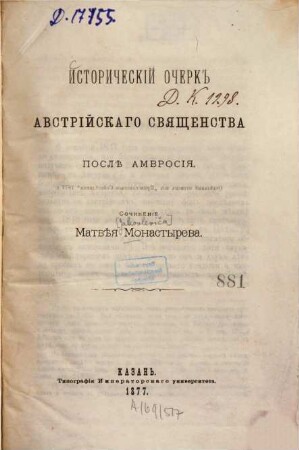 D. 17755.
ИСТОРИЧЕСКІЙ ОЧЕРКЪ
Д. К. 1298.
АВСТРІЙСКАГО СВЯЩЕНСТВА
ПОСЛѢ АМВРОСІЯ.
Сочиненіе
Матвѣя Монастырева.
881
КАЗАНЬ.
Типографія Императорскаго университета.
1877.